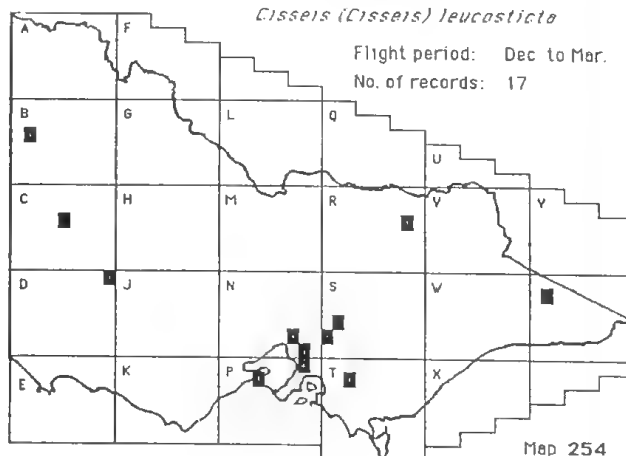 Cisseis (Cisseis) leucosticta
Flight period: Dec to Mar.
No. of records: 17
A F
B G L Q
U
C H M R V Y
D J N S W
E K P T X
Map 254